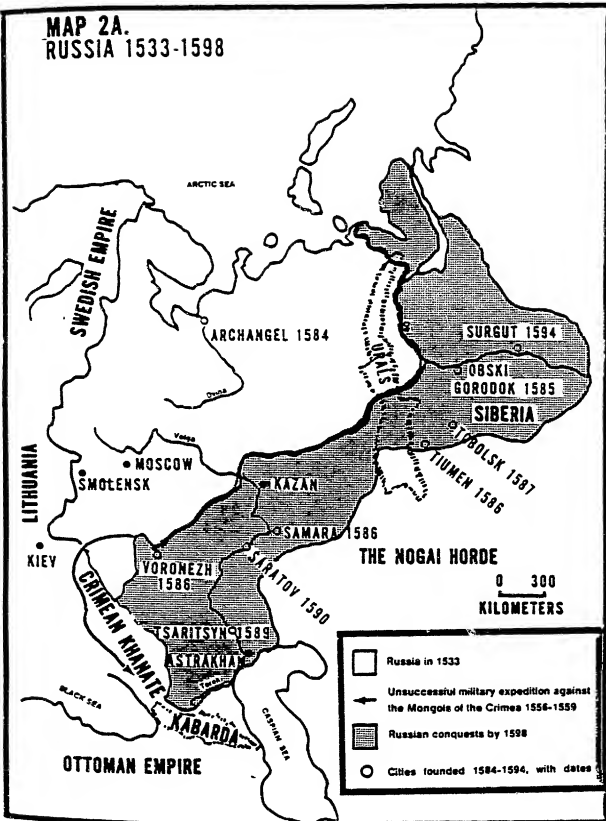 MAP 2A.
RUSSIA 1533-1598
ARCTIC SEA
SWEDISH EMPIRE
ARCHANGEL 1584
URALS
SURGUT 1594
OBSKI
GORODOK 1585
SIBERIA
Dvina
TOBOLSK 1587
TIUMEN 1586
LITHUANIA
Volga
MOSCOW
SMOLENSK
KAZAN
SAMARA 1586
KIEV
VORONEZH
1586
SARATOV 1590
THE NOGAI HORDE
0 300
KILOMETERS
CRIMEAN KHANATE
TSARITSYN 1589
ASTRAKHAN
Terek
BLACK SEA
KABARDA
CASPIAN SEA
OTTOMAN EMPIRE
Russia in 1533
Unsuccessful military expedition against
the Mongols of the Crimea 1556-1559
Russian conquests by 1598
Cities founded 1584-1594, with dates